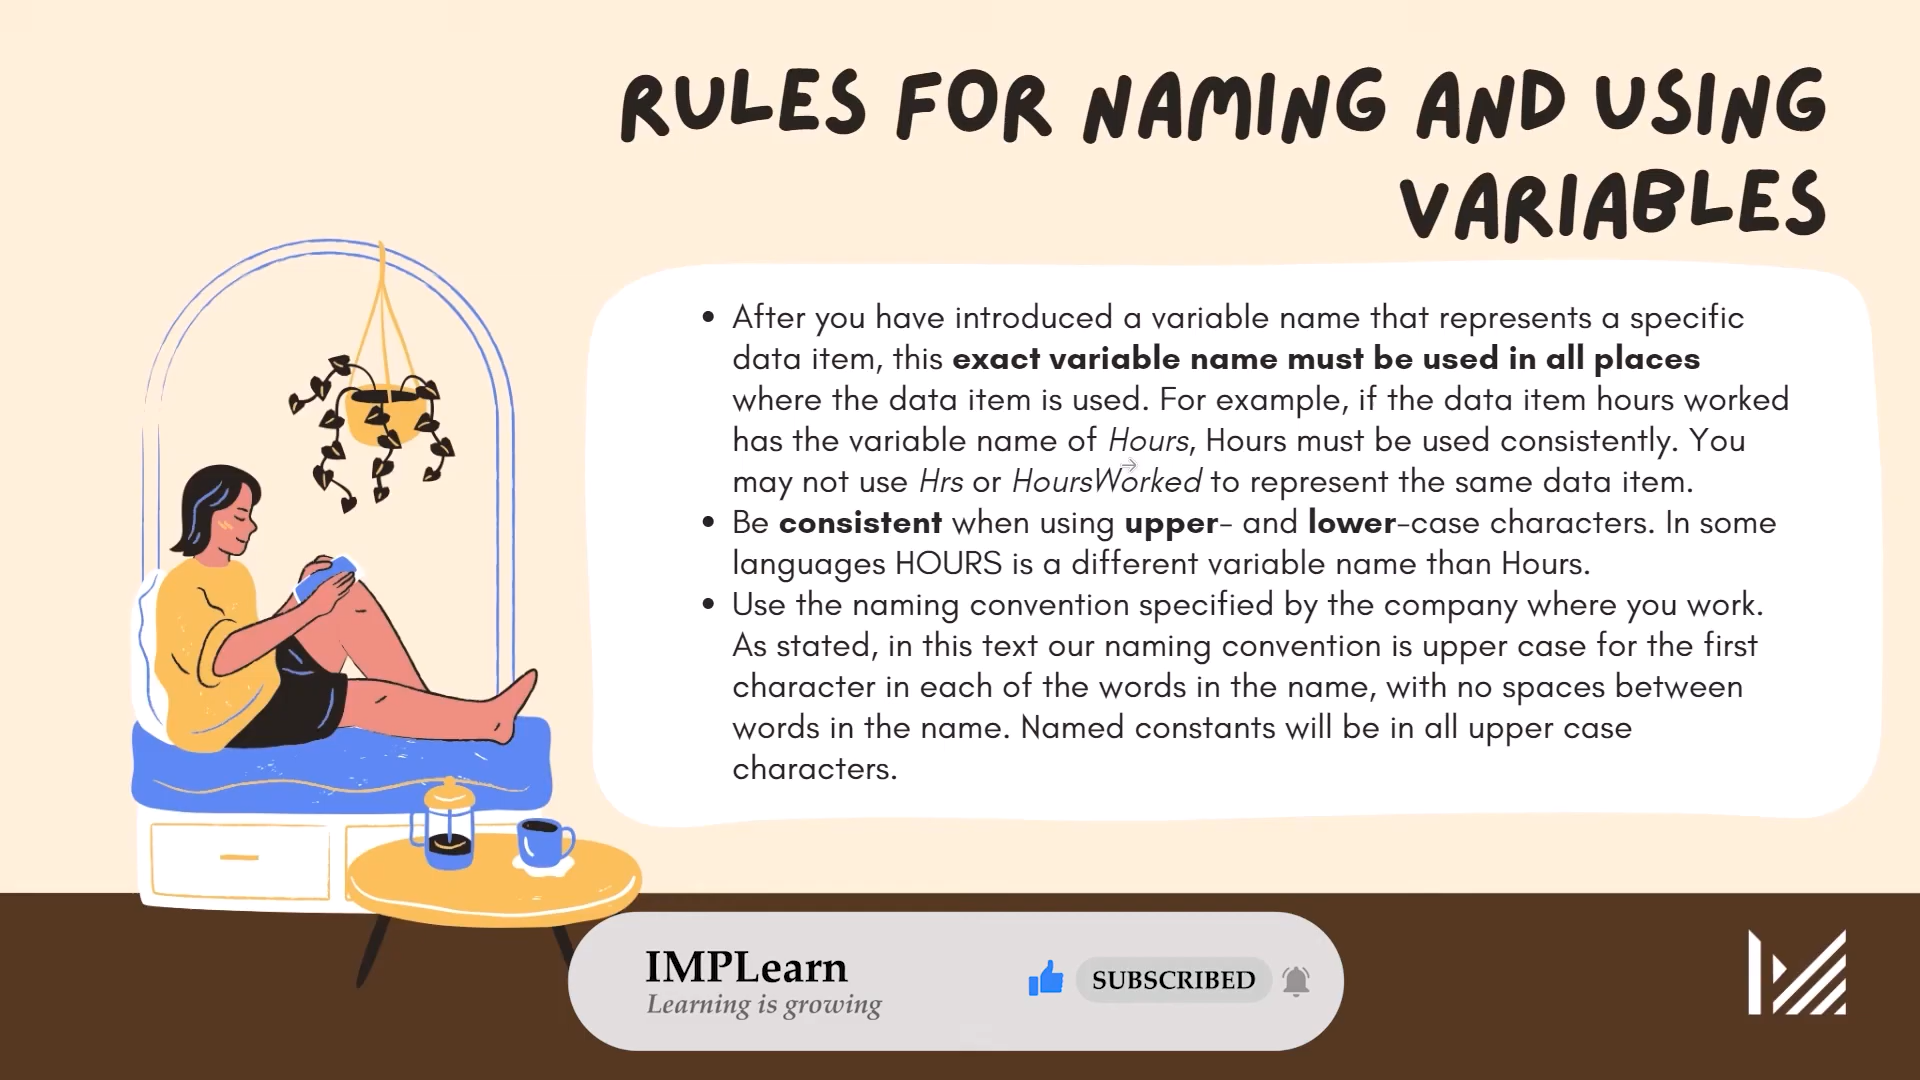 RULES FOR NAMING AND USING
VARIABLES
• After you have introduced a variable name that represents a specific
data item, this exact variable name must be used in all places
where the data item is used. For example, if the data item hours worked
has the variable name of Hours, Hours must be used consistently. You
may not use Hrs or HoursWorked to represent the same data item.
• Be consistent when using upper- and lower-case characters. In some
languages HOURS is a different variable name than Hours.
• Use the naming convention specified by the company where you work.
As stated, in this text our naming convention is upper case for the first
character in each of the words in the name, with no spaces between
words in the name. Named constants will be in all upper case
characters.
IMPLearn
Learning is growing
SUBSCRIBED